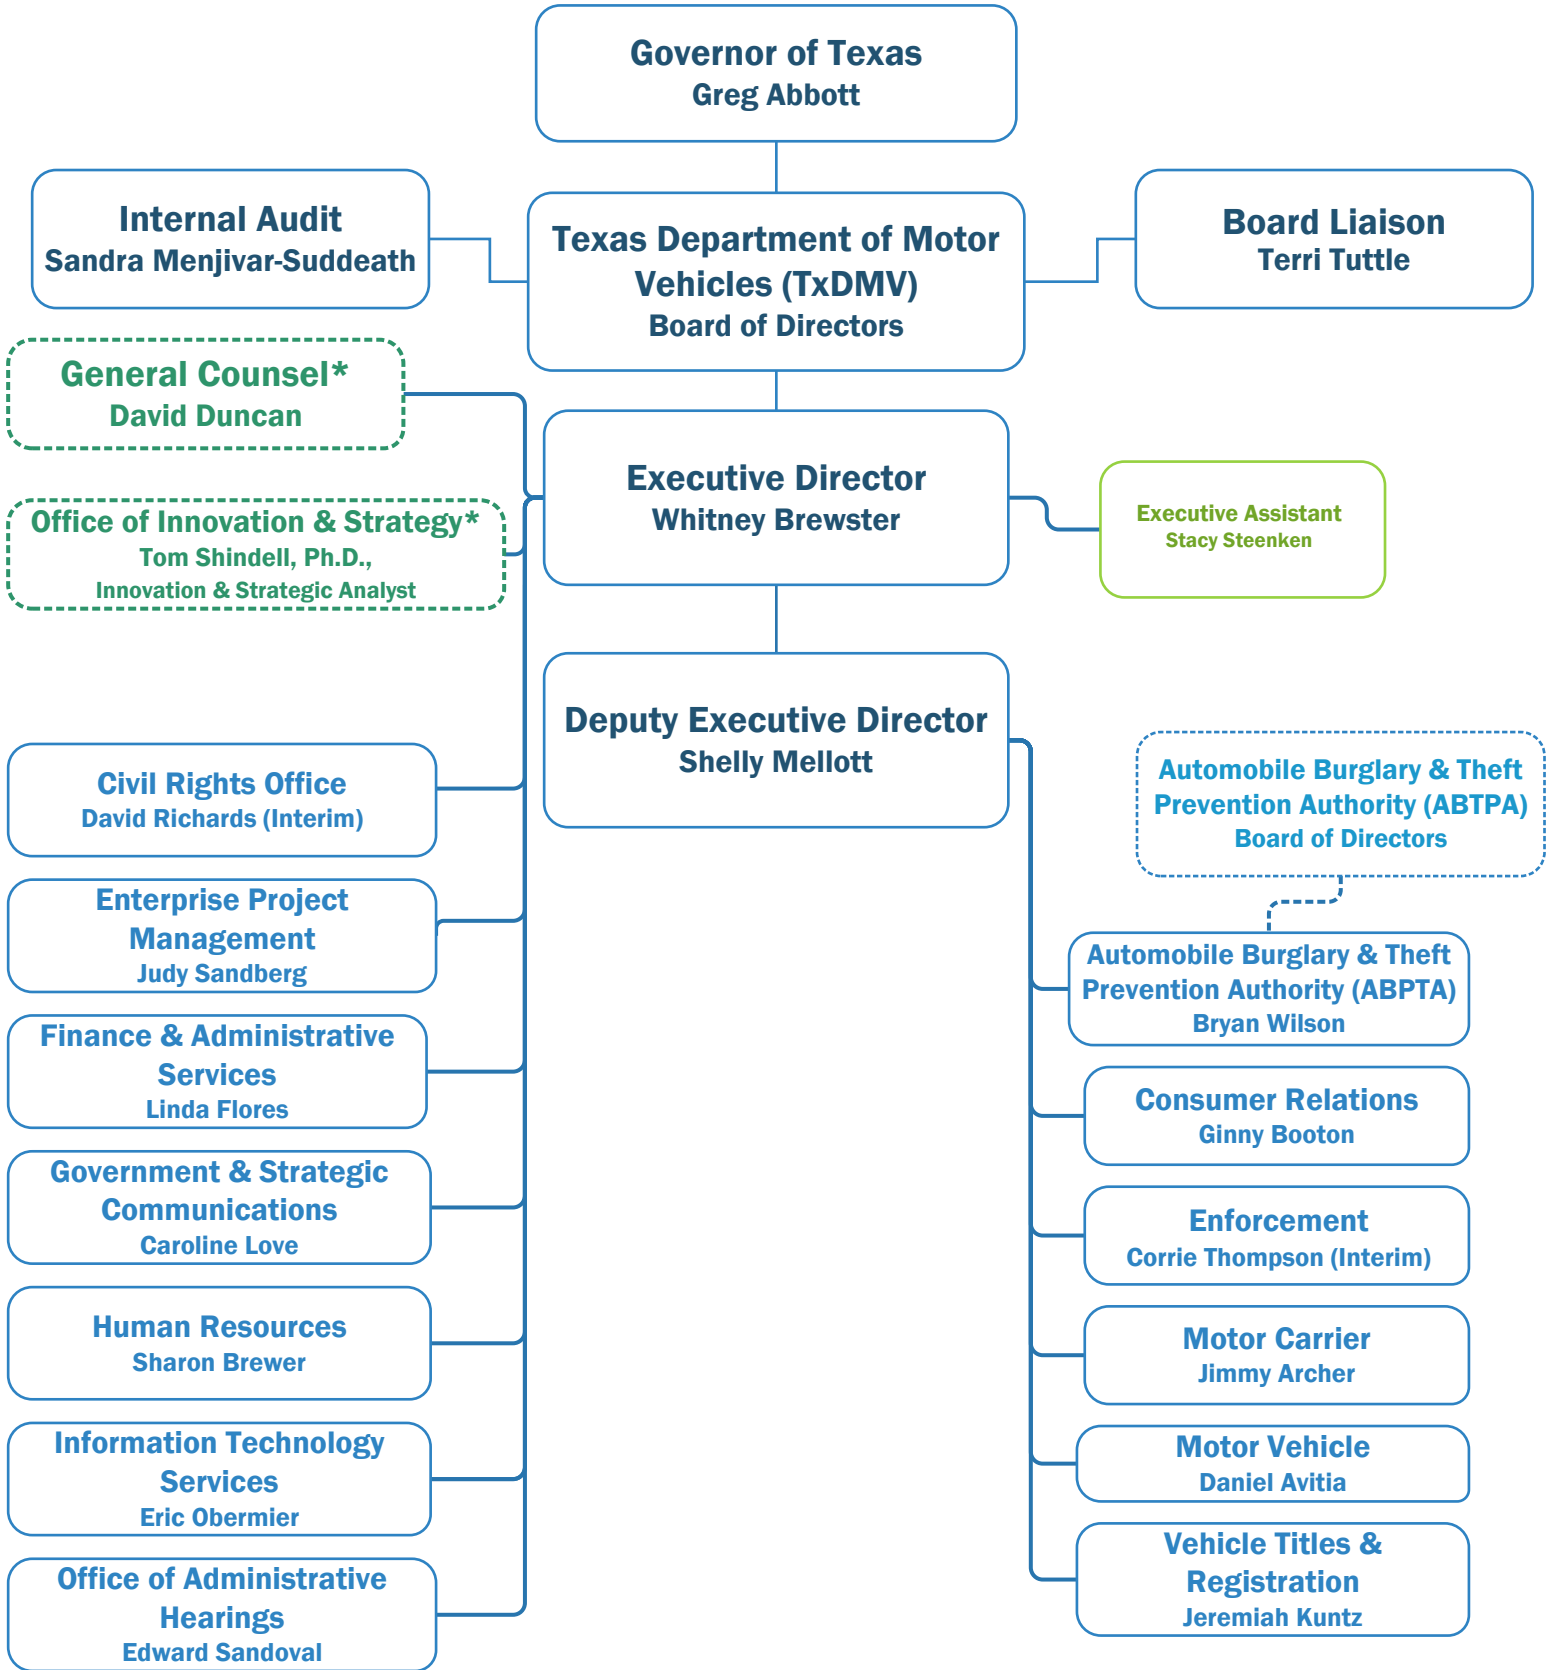 Governor of Texas
Greg Abbott
Internal Audit
Sandra Menjivar-Suddeath
Texas Department of Motor
Vehicles (TxDMV)
Board of Directors
Board Liaison
Terri Tuttle
General Counsel*
David Duncan
Executive Director
Whitney Brewster
Executive Assistant
Stacy Steenken
Office of Innovation & Strategy*
Tom Shindell, Ph.D.,
Innovation & Strategic Analyst
Deputy Executive Director
Shelly Mellott
Civil Rights Office
David Richards (Interim)
Enterprise Project
Management
Judy Sandberg
Finance & Administrative
Services
Linda Flores
Government & Strategic
Communications
Caroline Love
Human Resources
Sharon Brewer
Information Technology
Services
Eric Obermier
Office of Administrative
Hearings
Edward Sandoval
Automobile Burglary & Theft
Prevention Authority (ABTPA)
Board of Directors
Automobile Burglary & Theft
Prevention Authority (ABPTA)
Bryan Wilson
Consumer Relations
Ginny Booton
Enforcement
Corrie Thompson (Interim)
Motor Carrier
Jimmy Archer
Motor Vehicle
Daniel Avitia
Vehicle Titles &
Registration
Jeremiah Kuntz